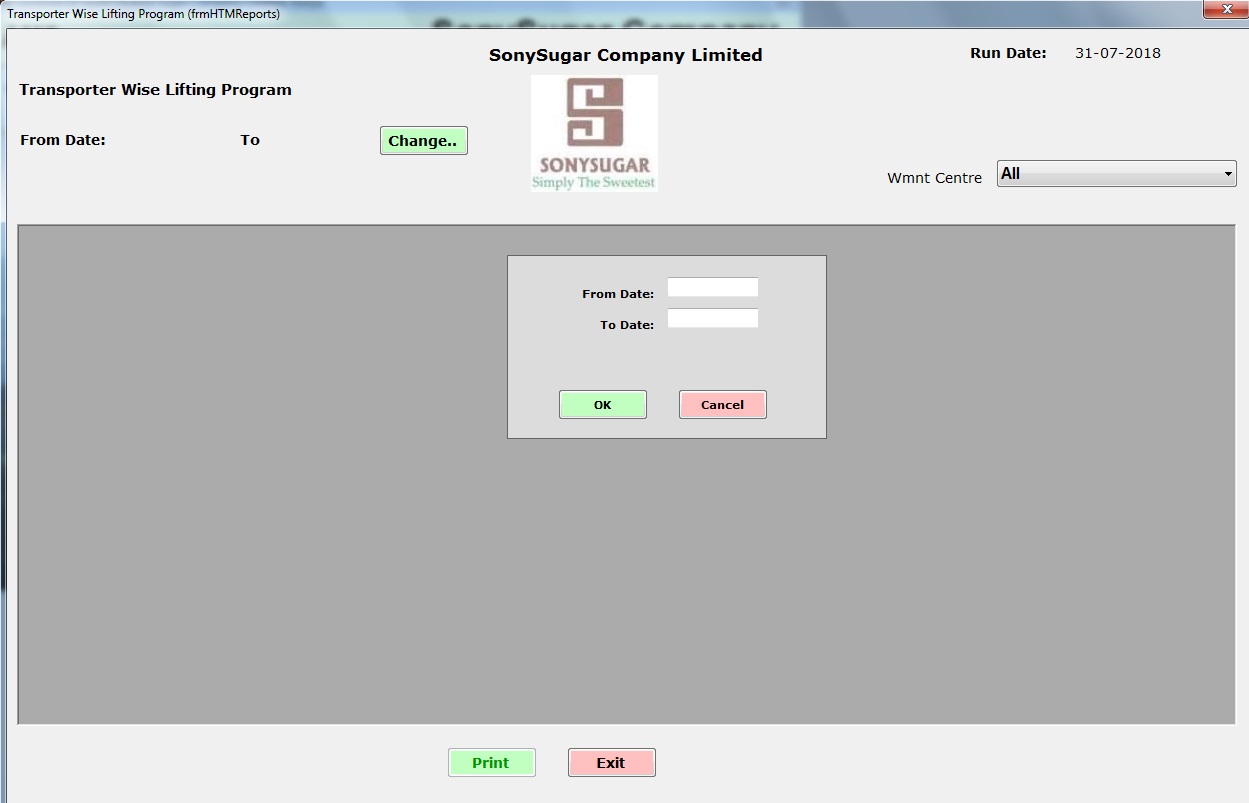 Transporter Wise Lifting Program (frmHTMReports)
SonySugar Company Limited
Run Date: 31-07-2018
Transporter Wise Lifting Program
From Date: To Change..
SONYSUGAR
Simply The Sweetest
Wmnt Centre All
From Date:
To Date:
OK Cancel
Print Exit